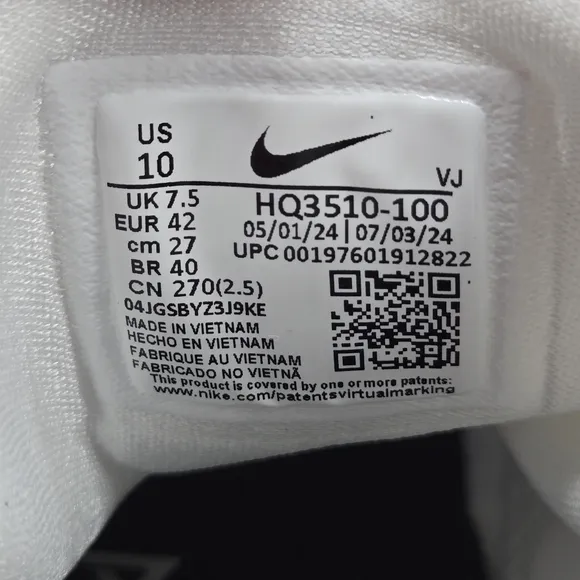 US
10
VJ
UK 7.5
EUR 42
cm 27
BR 40
CN 270(2.5)
04JGSBYZ3J9KE
HQ3510-100
05/01/24 | 07/03/24
UPC 00197601912822
MADE IN VIETNAM
HECHO EN VIETNAM
FABRIQUE AU VIETNAM
FABRICADO NO VIETNÃ
This product is covered by one or more patents:
www.nike.com/patentsvirtualmarking